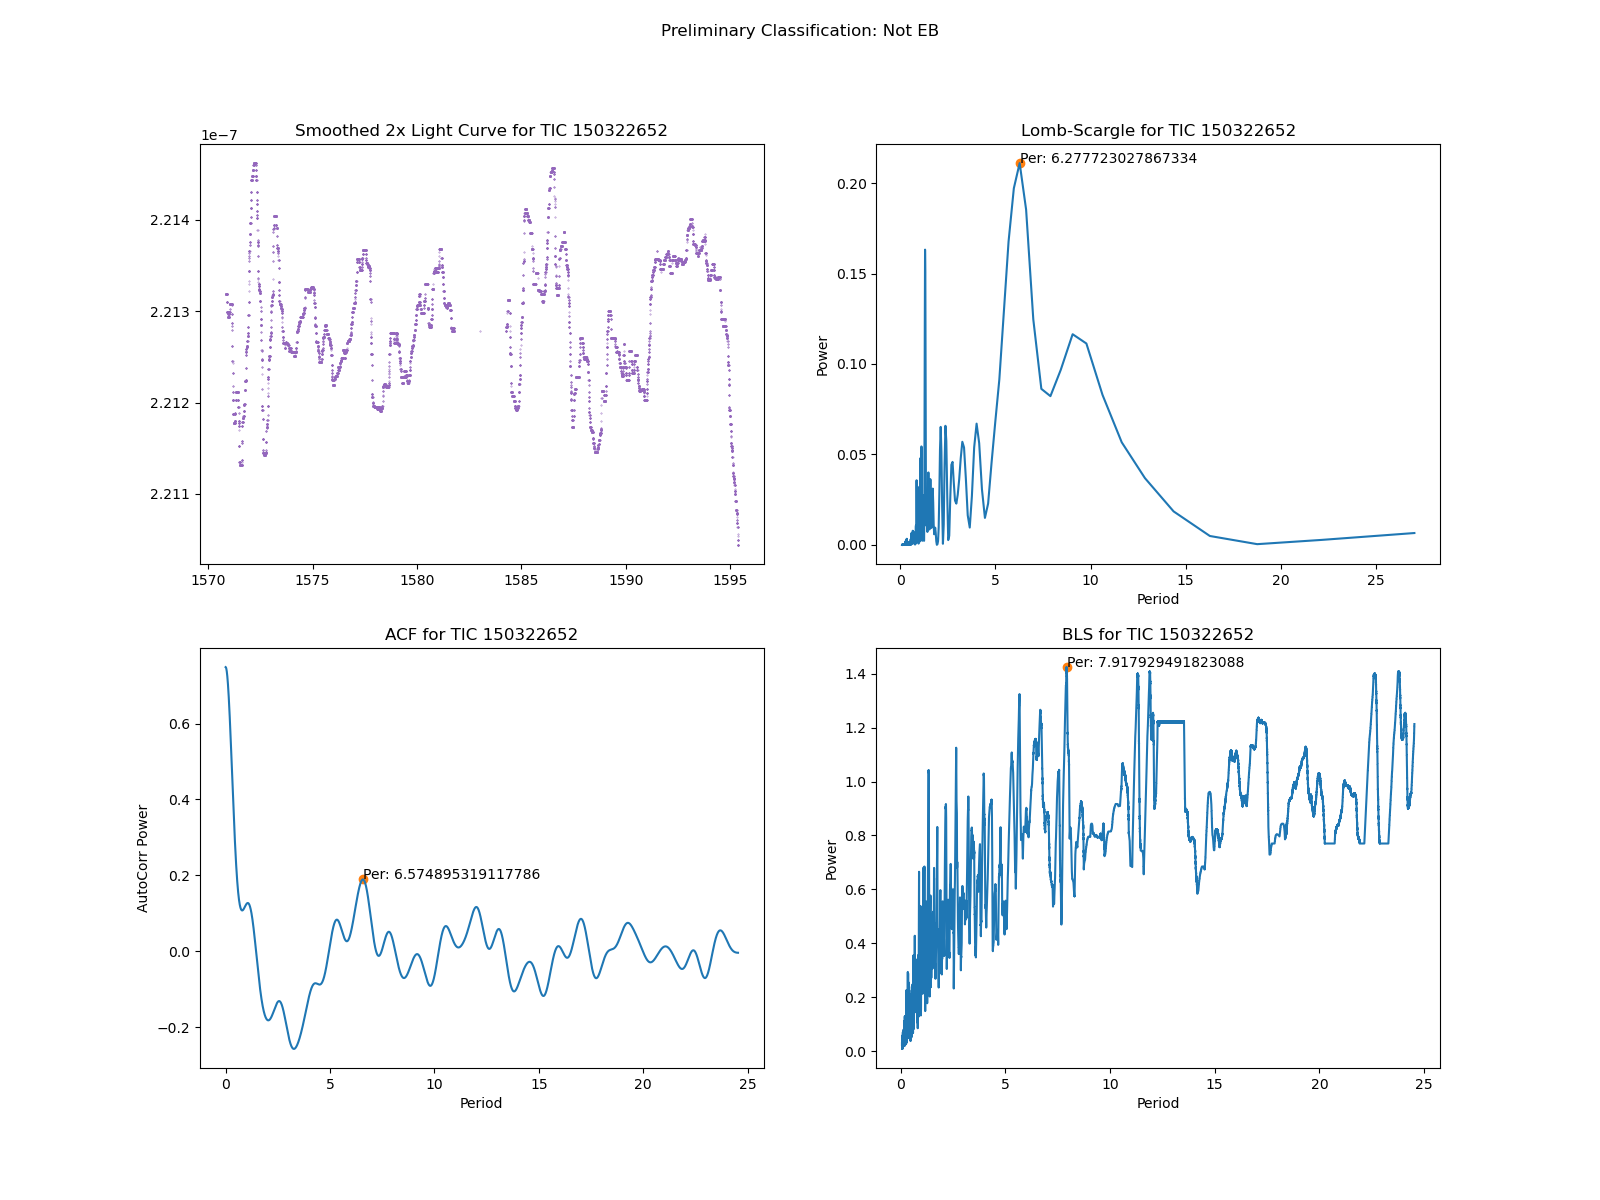 Preliminary Classification: Not EB
Smoothed 2x Light Curve for TIC 150322652
1e−7
2.214
2.213
2.212
2.211
1570 1575 1580 1585 1590 1595
Lomb-Scargle for TIC 150322652
Per: 6.277723027867334
Power
0.20
0.15
0.10
0.05
0.00
0 5 10 15 20 25
Period
ACF for TIC 150322652
Per: 6.574895319117786
AutoCorr Power
0.6
0.4
0.2
0.0
−0.2
0 5 10 15 20 25
Period
BLS for TIC 150322652
Per: 7.917929491823088
Power
1.4
1.2
1.0
0.8
0.6
0.4
0.2
0.0
0 5 10 15 20 25
Period